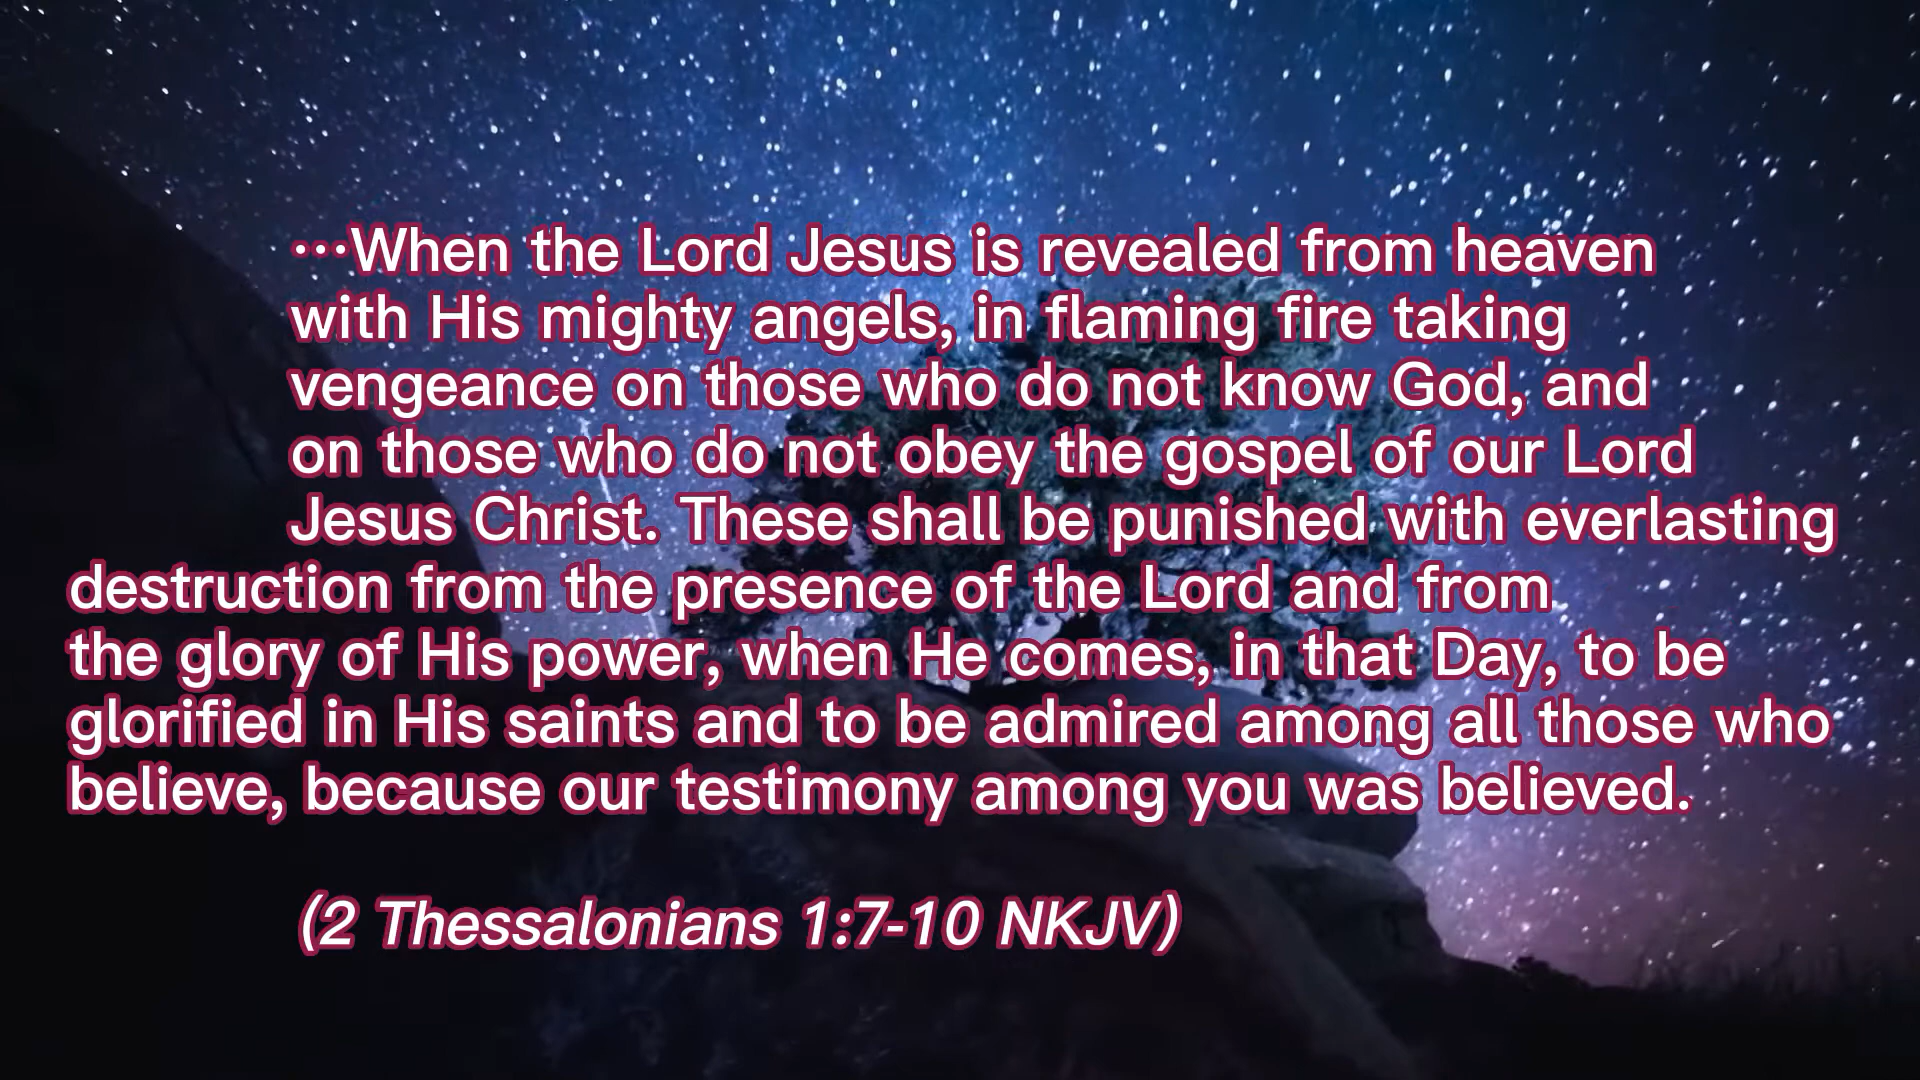 …When the Lord Jesus is revealed from heaven
with His mighty angels, in flaming fire taking
vengeance on those who do not know God, and
on those who do not obey the gospel of our Lord
Jesus Christ. These shall be punished with everlasting
destruction from the presence of the Lord and from
the glory of His power, when He comes, in that Day, to be
glorified in His saints and to be admired among all those who
believe, because our testimony among you was believed.
(2 Thessalonians 1:7-10 NKJV)